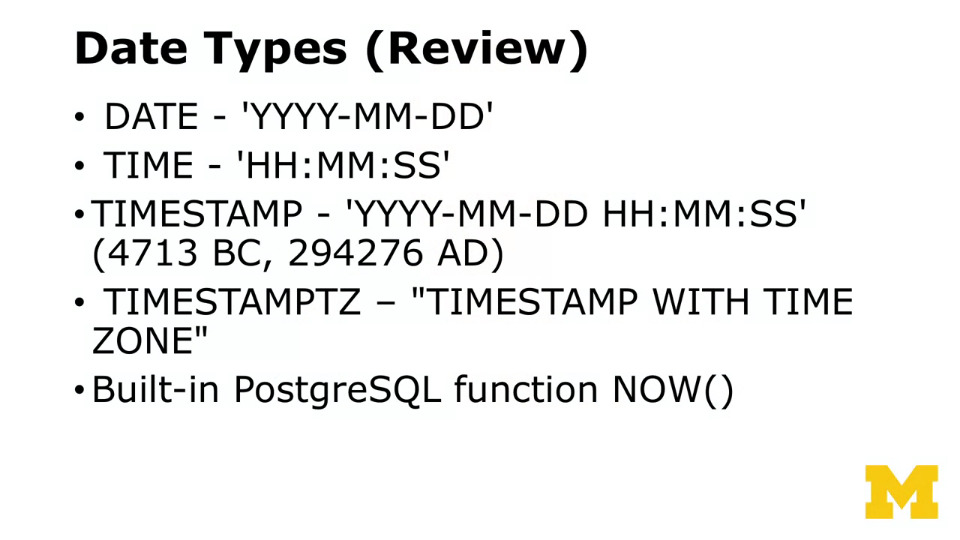 Date Types (Review)
• DATE - 'YYYY-MM-DD'
• TIME - 'HH:MM:SS'
• TIMESTAMP - 'YYYY-MM-DD HH:MM:SS'
(4713 BC, 294276 AD)
• TIMESTAMPTZ – "TIMESTAMP WITH TIME
ZONE"
• Built-in PostgreSQL function NOW()
M